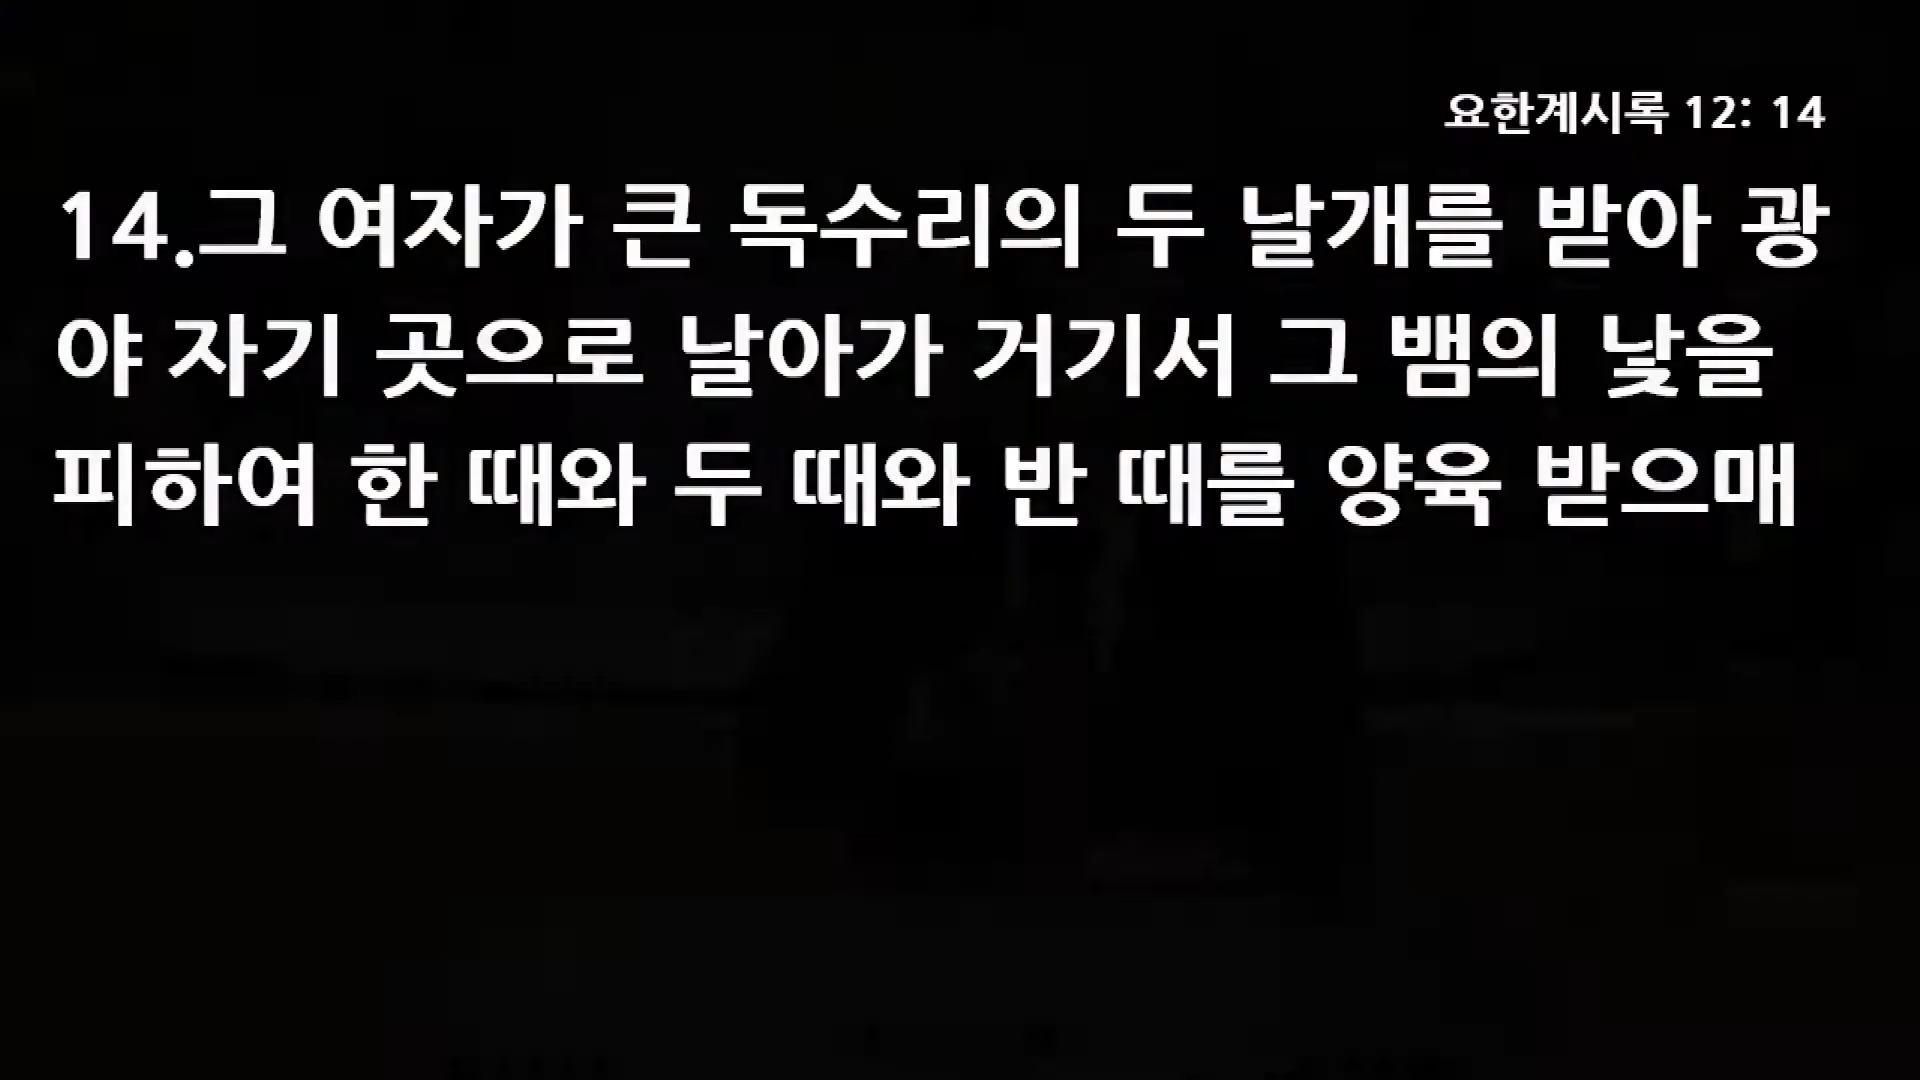 요한계시록 12: 14
14.그 여자가 큰 독수리의 두 날개를 받아 광
야 자기 곳으로 날아가 거기서 그 뱀의 낯을
피하여 한 때와 두 때와 반 때를 양육 받으매